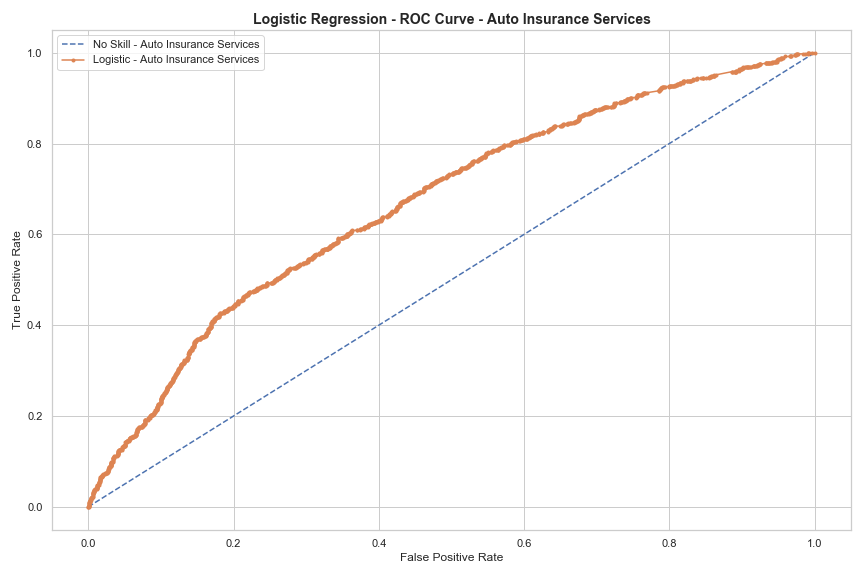 Logistic Regression - ROC Curve - Auto Insurance Services
No Skill - Auto Insurance Services
Logistic - Auto Insurance Services
1.0
0.8
0.6
0.4
0.2
0.0
True Positive Rate
0.0 0.2 0.4 0.6 0.8 1.0
False Positive Rate